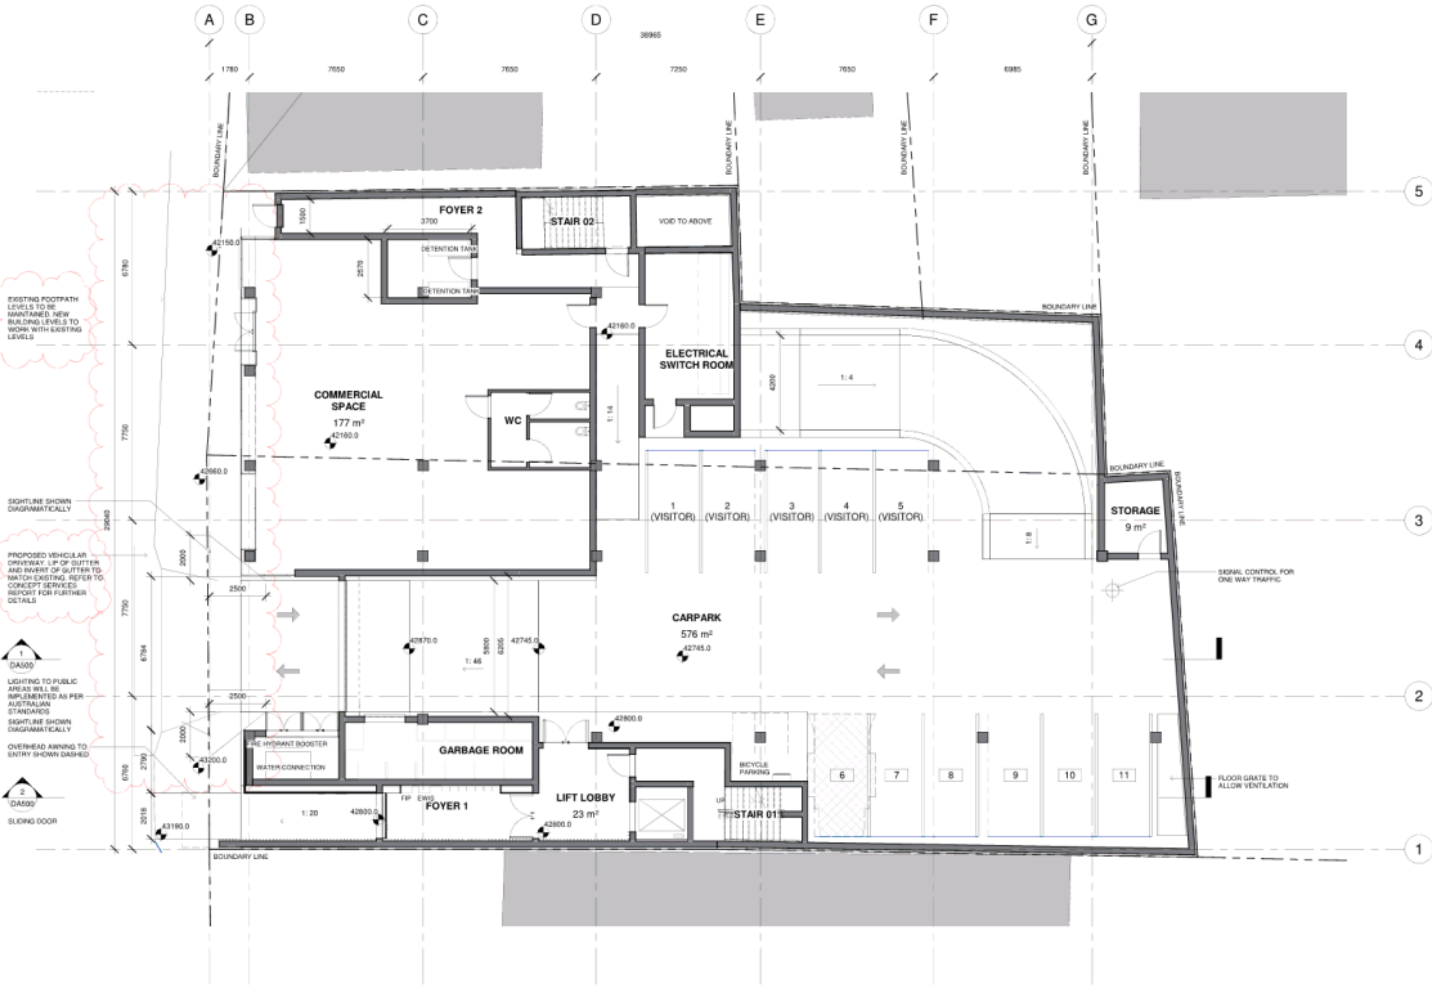 A
B
C
D
E
F
G
38965
1780
7650
7650
7250
7650
6985
BOUNDARY LINE
BOUNDARY LINE
BOUNDARY LINE
BOUNDARY LINE
5
FOYER 2
1500
3700
STAIR 02
VOID TO ABOVE
42150.0
DETENTION TANK
2570
6780
DETENTION TANK
EXISTING FOOTPATH
LEVELS TO BE
MAINTAINED. NEW
BUILDING LEVELS TO
WORK WITH EXISTING
LEVELS
BOUNDARY LINE
42160.0
4
ELECTRICAL
SWITCH ROOM
4200
1: 4
COMMERCIAL
SPACE
177 m²
42160.0
WC
1: 14
7750
42660.0
BOUNDARY LINE
BOUNDARY LINE
SIGHTLINE SHOWN
DIAGRAMATICALLY
29040
1
(VISITOR)
2
(VISITOR)
3
(VISITOR)
4
(VISITOR)
5
(VISITOR)
STORAGE
9 m²
3
1:8
PROPOSED VEHICULAR
DRIVEWAY. LIP OF GUTTER
AND INVERT OF GUTTER TO
MATCH EXISTING. REFER TO
CONCEPT SERVICES
REPORT FOR FURTHER
DETAILS
2000
2500
SIGNAL CONTROL FOR
ONE WAY TRAFFIC
7750
CARPARK
576 m²
42745.0
42870.0
42745.0
5800
6205
1: 46
6784
1
DA500
LIGHTING TO PUBLIC
AREAS WILL BE
IMPLEMENTED AS PER
AUSTRALIAN
STANDARDS
2500
2
SIGHTLINE SHOWN
DIAGRAMATICALLY
2000
42800.0
FIRE HYDRANT BOOSTER
GARBAGE ROOM
OVERHEAD AWNING TO
ENTRY SHOWN DASHED
43200.0
WATER CONNECTION
BICYCLE
PARKING
6
7
8
9
10
11
FLOOR GRATE TO
ALLOW VENTILATION
2790
6760
2
DA500
FIP
EWIS
FOYER 1
LIFT LOBBY
23 m²
UP
STAIR 01
SLIDING DOOR
2016
43190.0
1: 20
42800.0
42800.0
1
BOUNDARY LINE